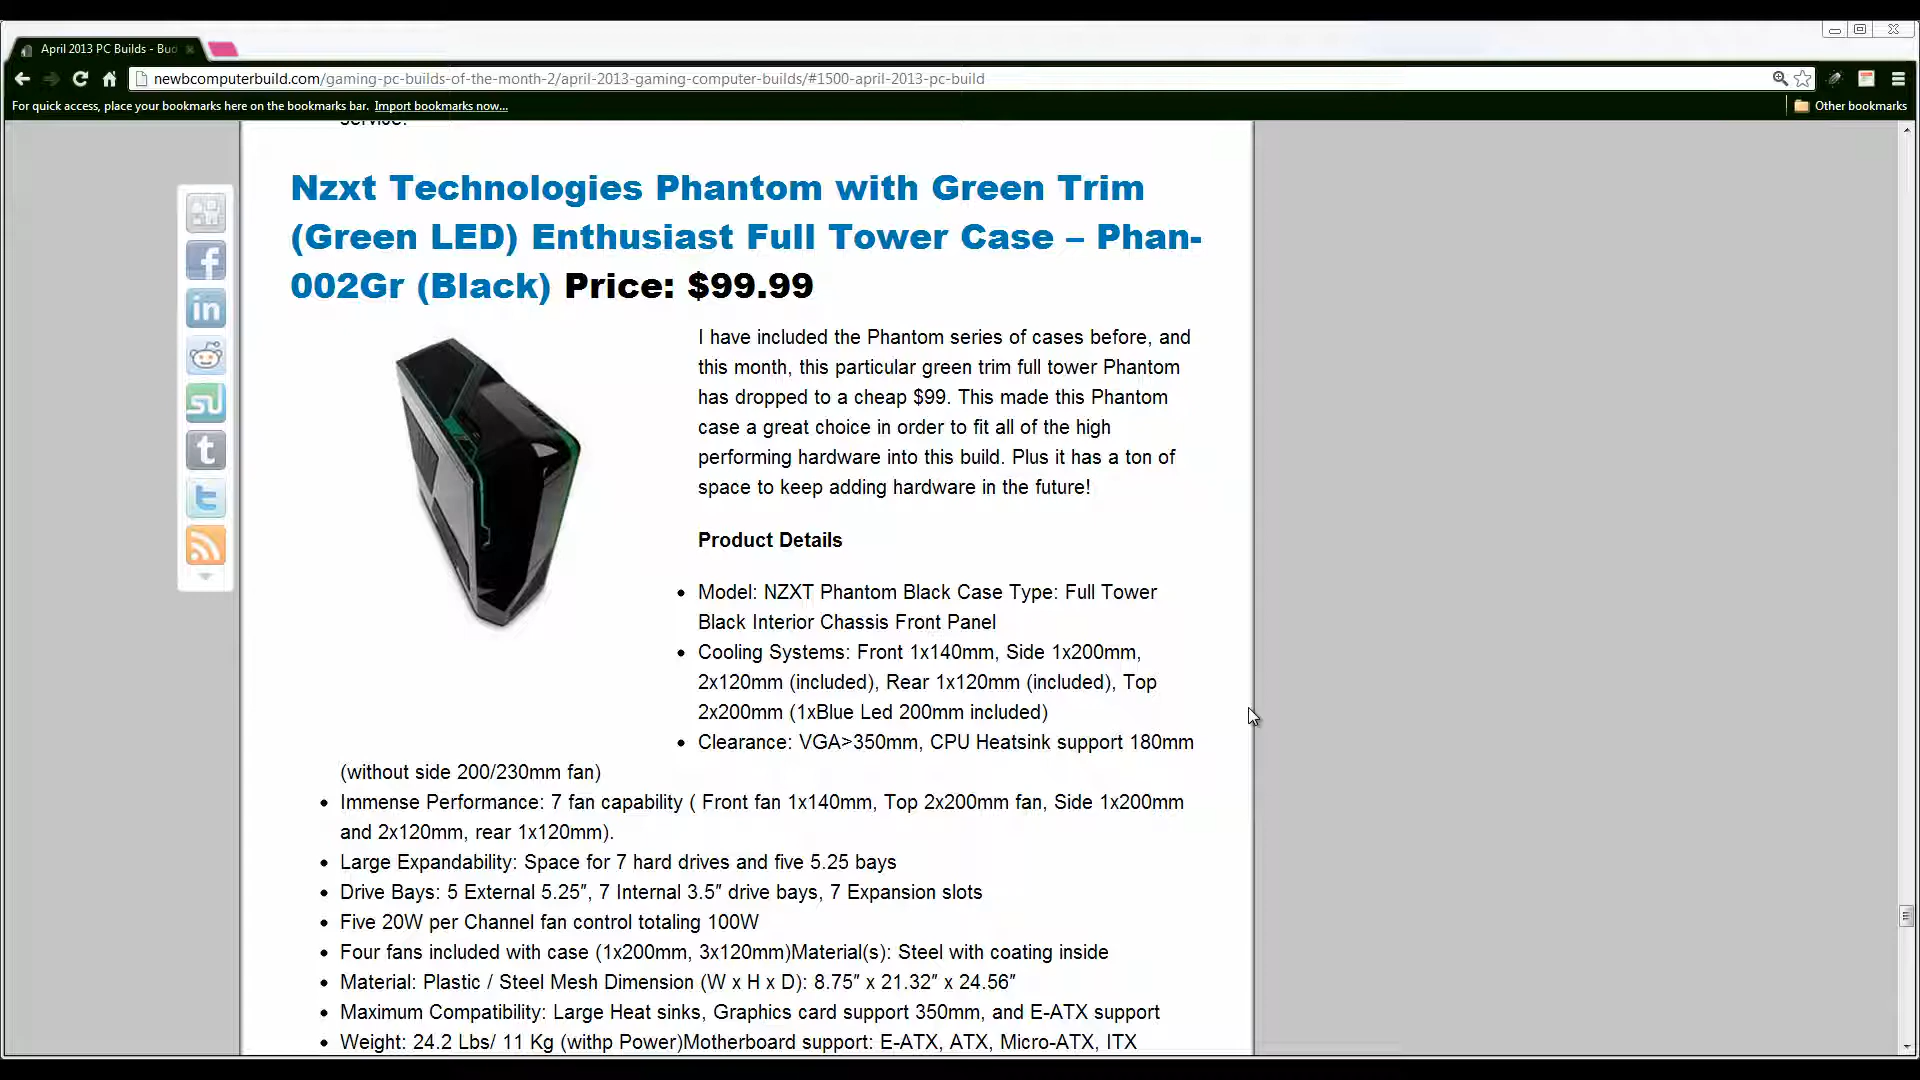 April 2013 PC Builds - Bud
newbcomputerbuild.com/gaming-pc-builds-of-the-month-2/april-2013-gaming-computer-builds/#1500-april-2013-pc-build
For quick access, place your bookmarks here on the bookmarks bar. Import bookmarks now...
Other bookmarks
service.
Nzxt Technologies Phantom with Green Trim
(Green LED) Enthusiast Full Tower Case – Phan-
002Gr (Black) Price: $99.99
I have included the Phantom series of cases before, and
this month, this particular green trim full tower Phantom
has dropped to a cheap $99. This made this Phantom
case a great choice in order to fit all of the high
performing hardware into this build. Plus it has a ton of
space to keep adding hardware in the future!
Product Details
• Model: NZXT Phantom Black Case Type: Full Tower
Black Interior Chassis Front Panel
• Cooling Systems: Front 1x140mm, Side 1x200mm,
2x120mm (included), Rear 1x120mm (included), Top
2x200mm (1xBlue Led 200mm included)
• Clearance: VGA>350mm, CPU Heatsink support 180mm
(without side 200/230mm fan)
• Immense Performance: 7 fan capability ( Front fan 1x140mm, Top 2x200mm fan, Side 1x200mm
and 2x120mm, rear 1x120mm).
• Large Expandability: Space for 7 hard drives and five 5.25 bays
• Drive Bays: 5 External 5.25″, 7 Internal 3.5″ drive bays, 7 Expansion slots
• Five 20W per Channel fan control totaling 100W
• Four fans included with case (1x200mm, 3x120mm)Material(s): Steel with coating inside
• Material: Plastic / Steel Mesh Dimension (W x H x D): 8.75″ x 21.32″ x 24.56″
• Maximum Compatibility: Large Heat sinks, Graphics card support 350mm, and E-ATX support
• Weight: 24.2 Lbs/ 11 Kg (withp Power)Motherboard support: E-ATX, ATX, Micro-ATX, ITX